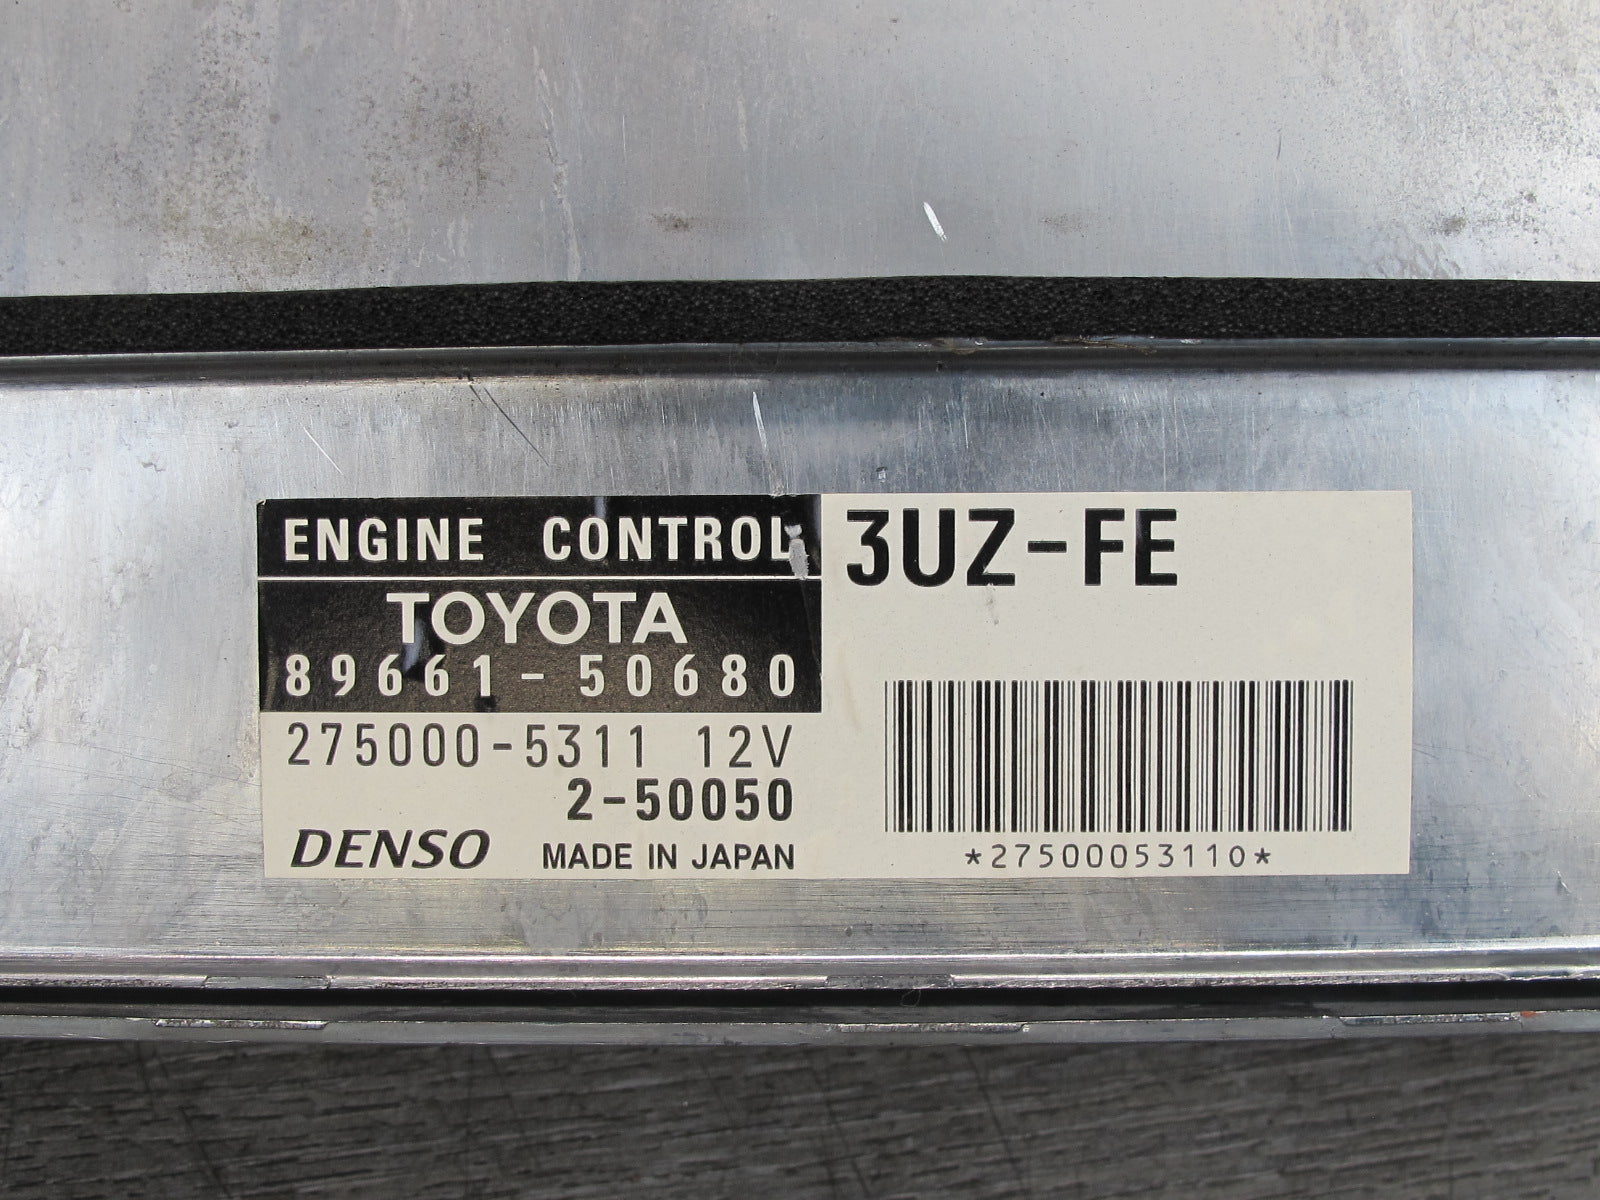 ENGINE CONTROL
3UZ-FE
TOYOTA
89661-50680
275000-5311 12V
2-50050
DENSO MADE IN JAPAN
*27500053110*